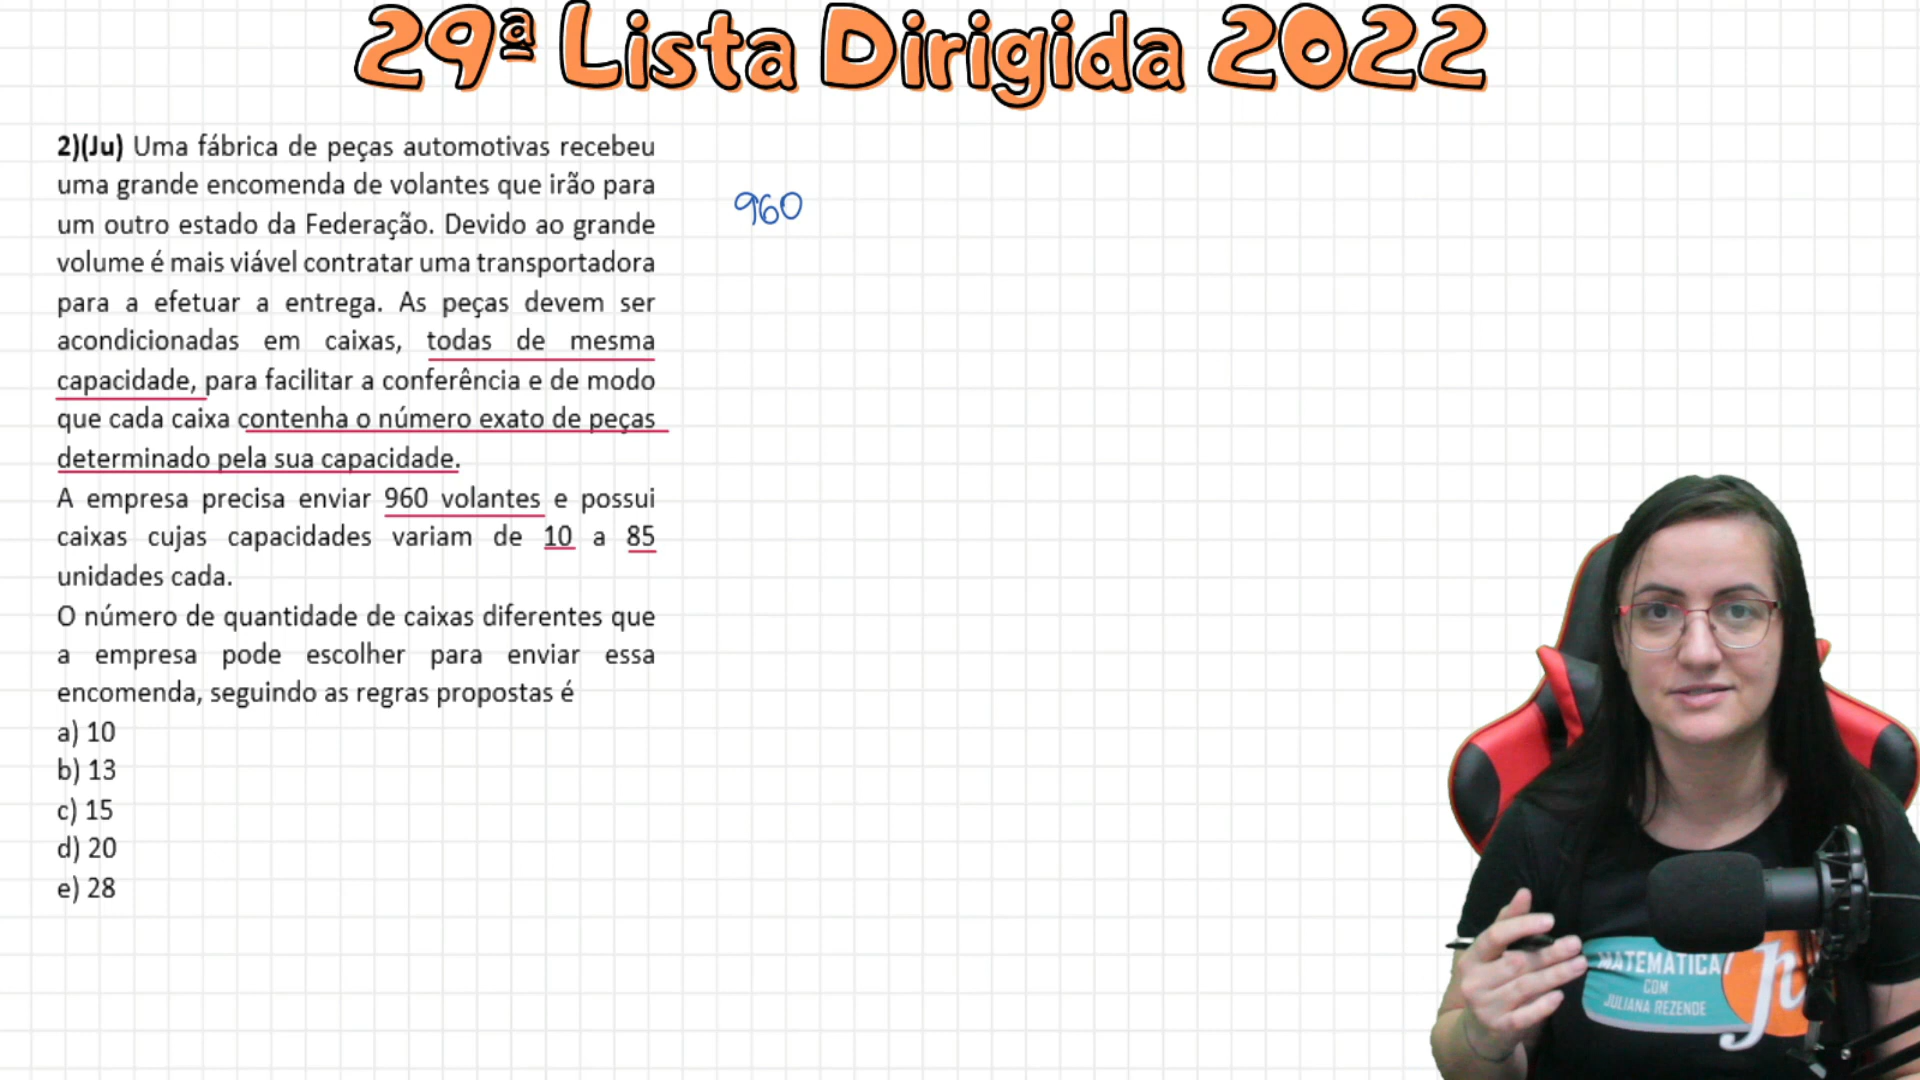 29ª Lista Dirigida 2022
2)(Ju) Uma fábrica de peças automotivas recebeu
uma grande encomenda de volantes que irão para
um outro estado da Federação. Devido ao grande
volume é mais viável contratar uma transportadora
para a efetuar a entrega. As peças devem ser
acondicionadas em caixas, todas de mesma
capacidade, para facilitar a conferência e de modo
que cada caixa contenha o número exato de peças
determinado pela sua capacidade.
A empresa precisa enviar 960 volantes e possui
caixas cujas capacidades variam de 10 a 85
unidades cada.
O número de quantidade de caixas diferentes que
a empresa pode escolher para enviar essa
encomenda, seguindo as regras propostas é
a) 10
b) 13
c) 15
d) 20
e) 28
960
MATEMÁTICA
COM
JULIANA REZENDE